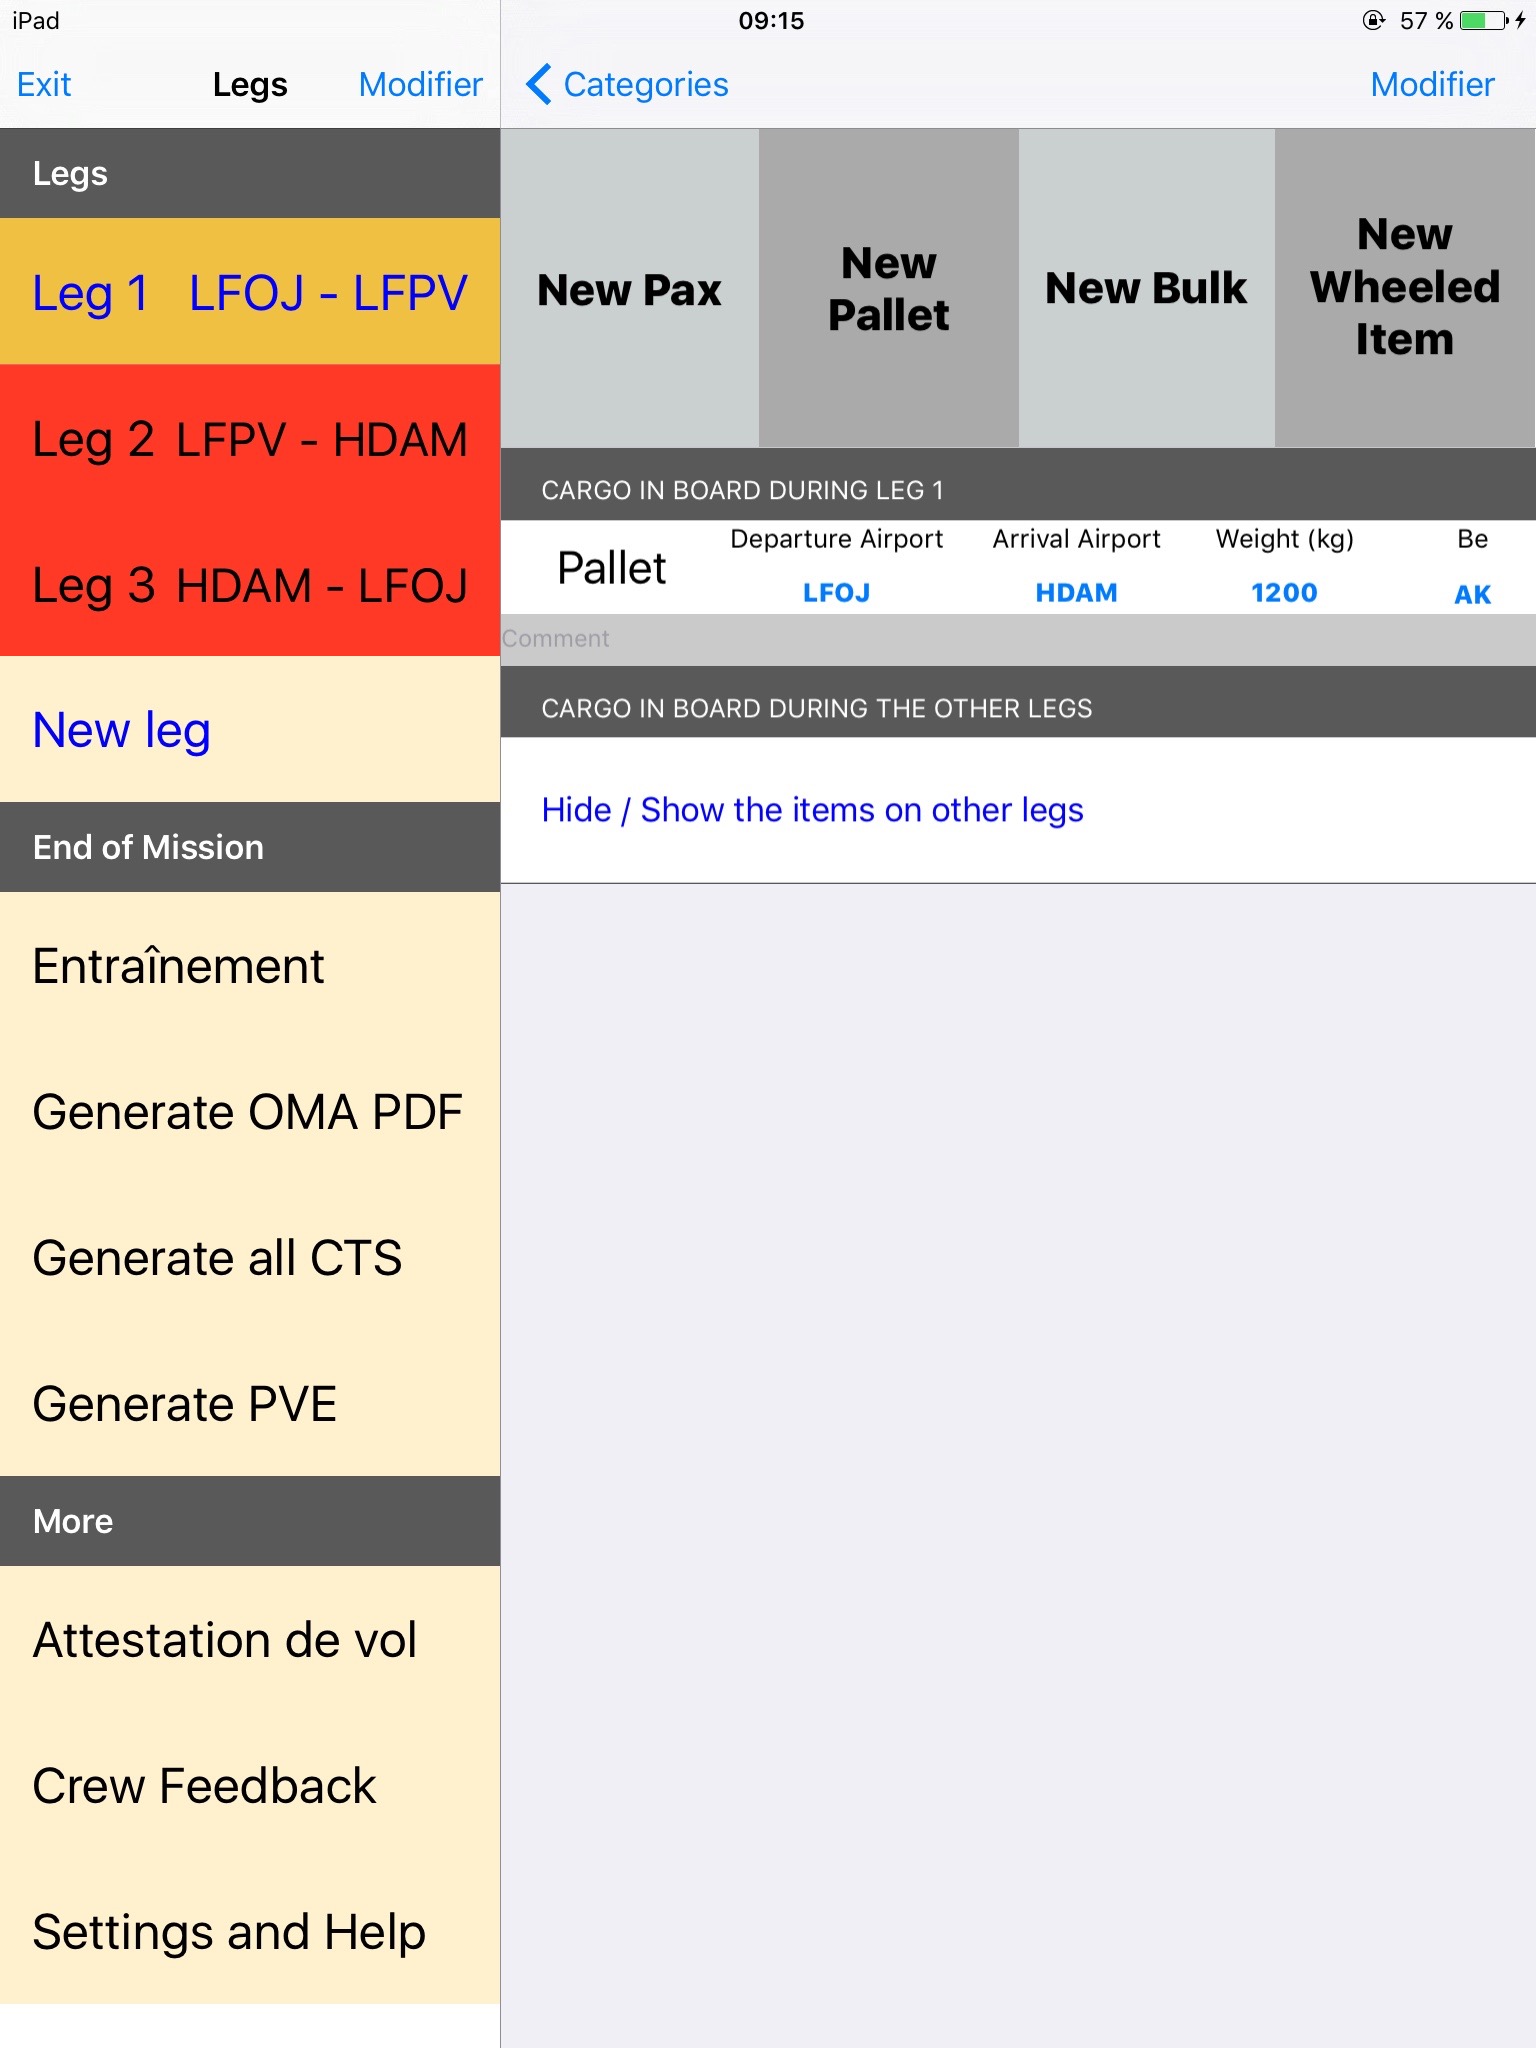 iPad
09:15
57 %
Exit
Legs
Modifier
Legs
Leg 1 LFOJ - LFPV
Leg 2 LFPV - HDAM
Leg 3 HDAM - LFOJ
New leg
End of Mission
Entraînement
Generate OMA PDF
Generate all CTS
Generate PVE
More
Attestation de vol
Crew Feedback
Settings and Help
Categories
Modifier
New Pax
New
Pallet
New Bulk
New
Wheeled
Item
CARGO IN BOARD DURING LEG 1
Departure Airport Arrival Airport Weight (kg) Be
Pallet
LFOJ HDAM 1200 AK
Comment
CARGO IN BOARD DURING THE OTHER LEGS
Hide / Show the items on other legs